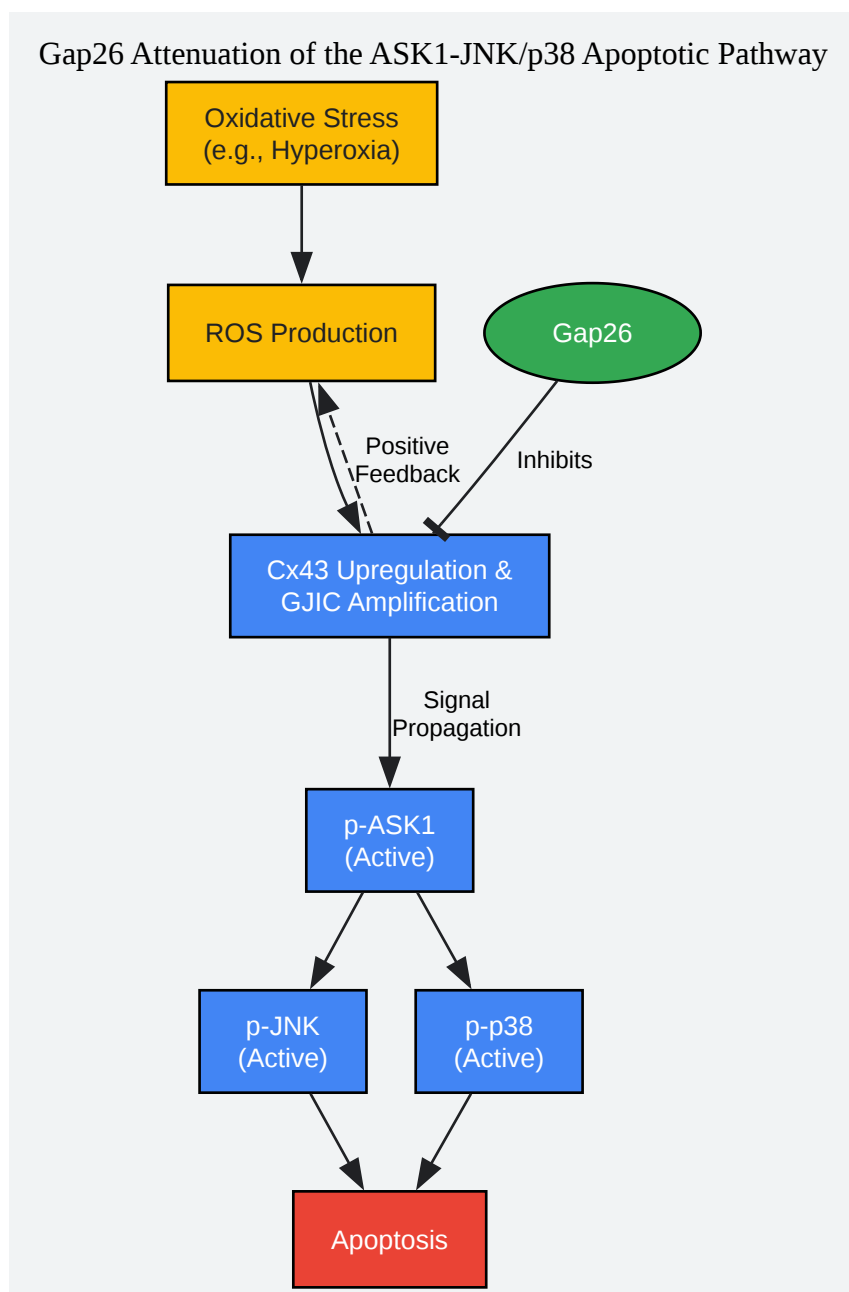 Gap26 Attenuation of the ASK1-JNK/p38 Apoptotic Pathway
Oxidative Stress
(e.g., Hyperoxia)
ROS Production
Gap26
Positive
Feedback
Inhibits
Cx43 Upregulation &
GJIC Amplification
Signal
Propagation
p-ASK1
(Active)
p-JNK
(Active)
p-p38
(Active)
Apoptosis